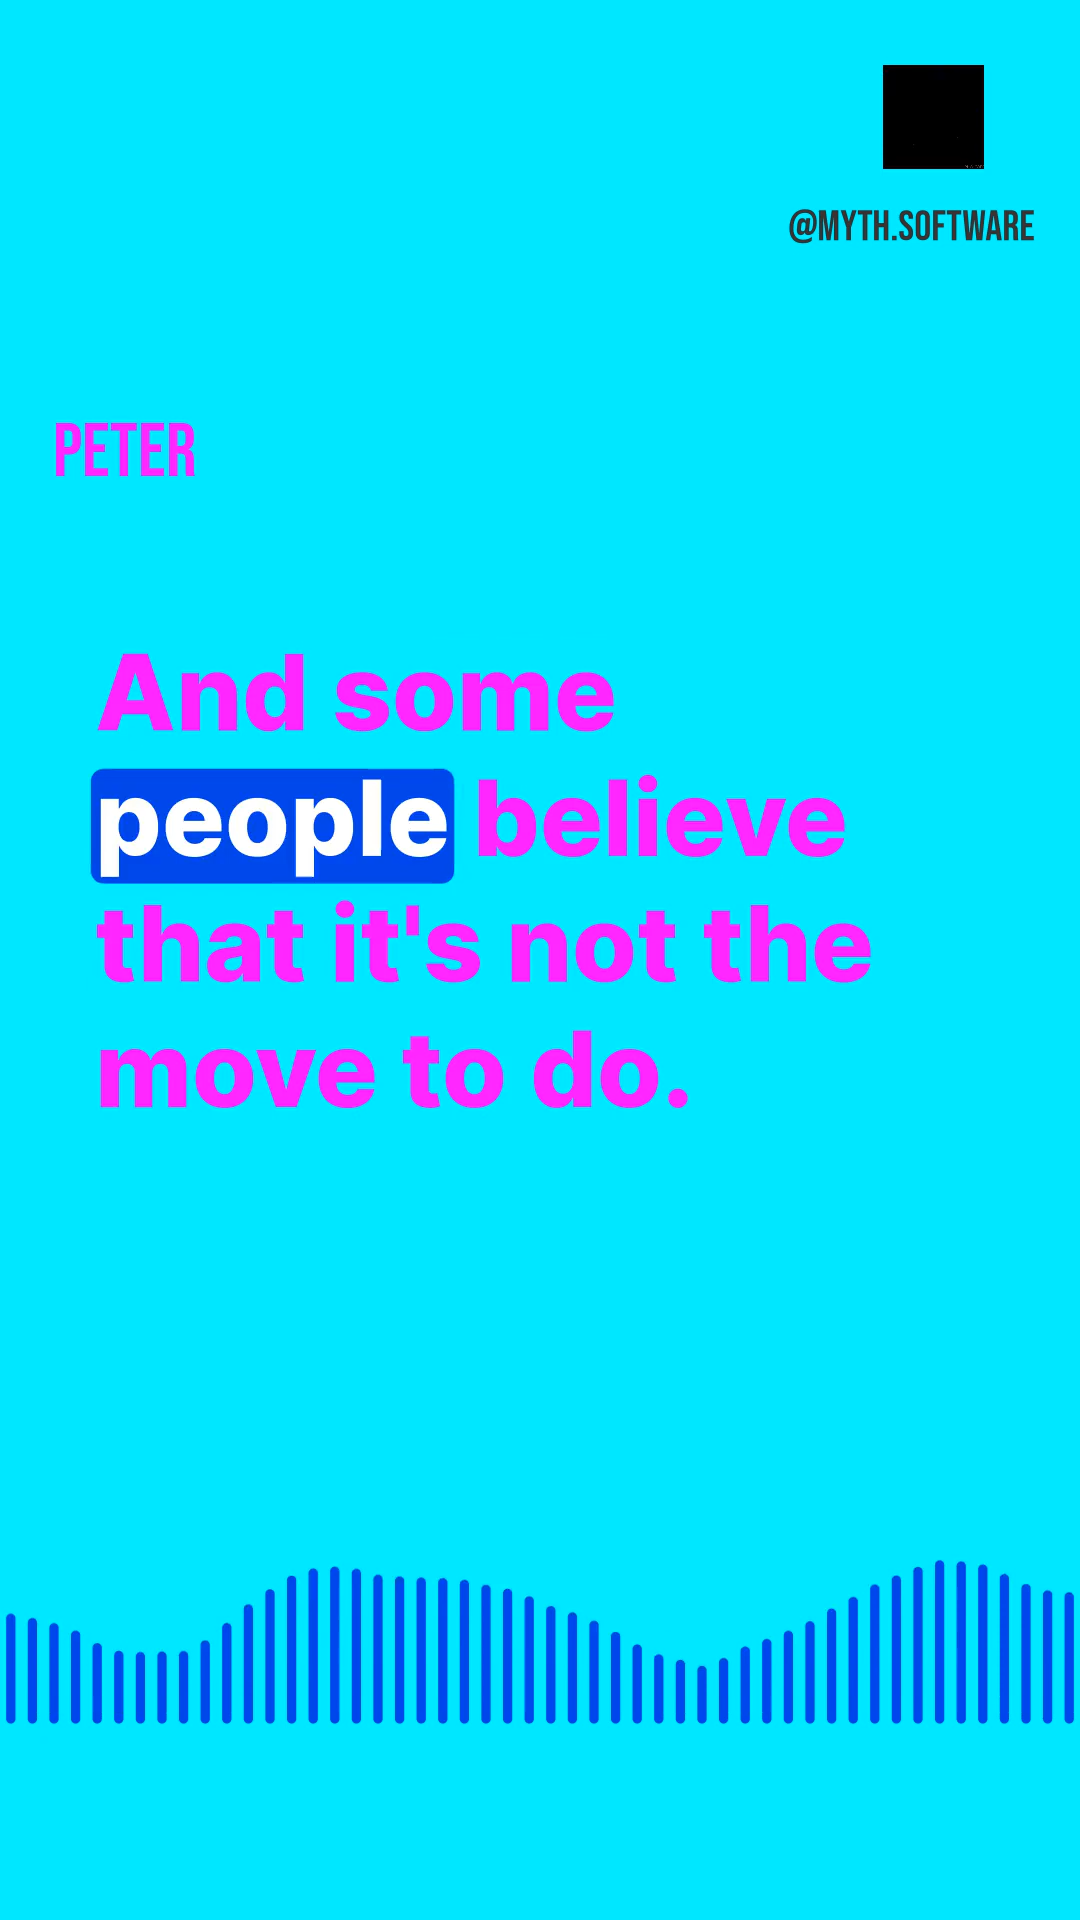 @MYTH.SOFTWARE
PETER
And some
people believe
that it's not the
move to do.